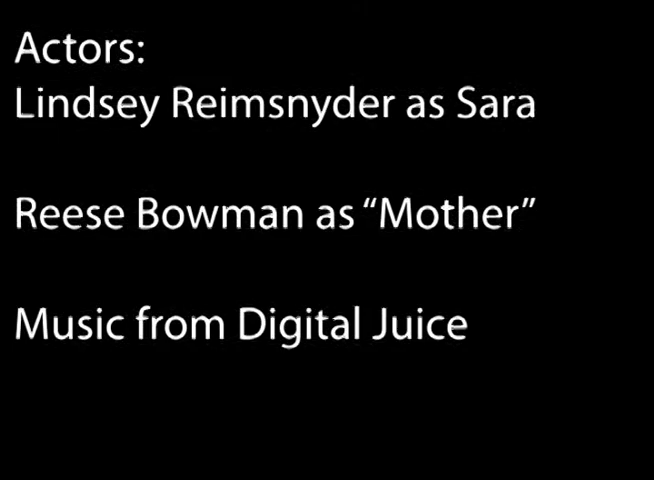 Actors:
Lindsey Reimsnyder as Sara
Reese Bowman as “Mother”
Music from Digital Juice